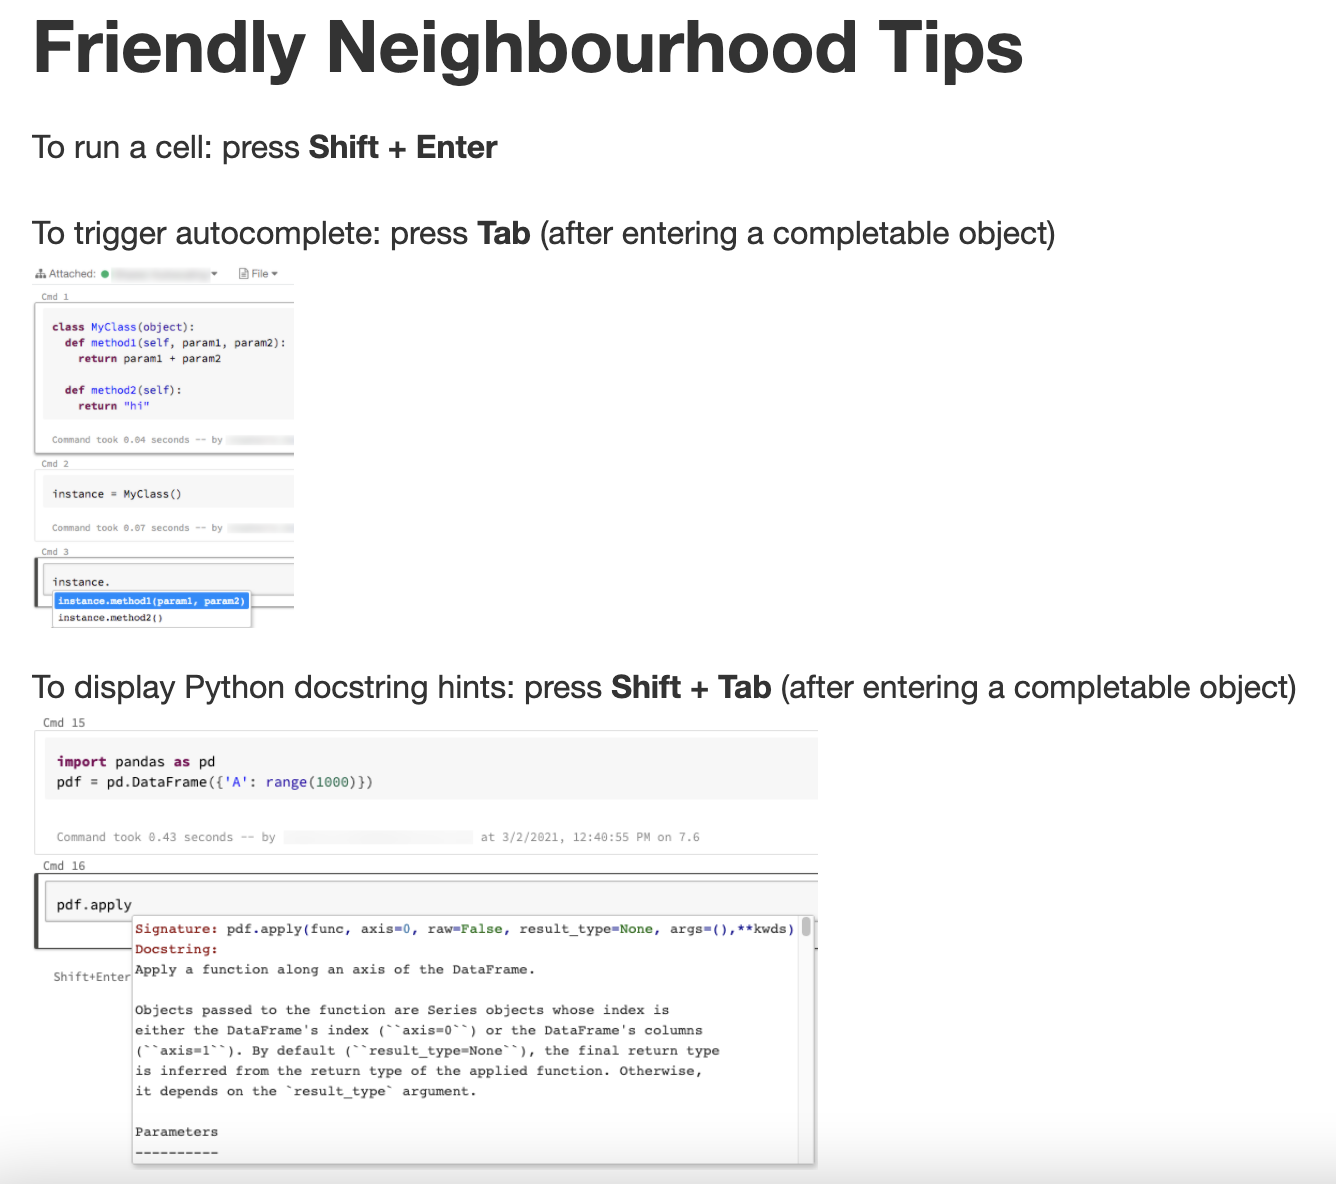 Friendly Neighbourhood Tips
To run a cell: press Shift + Enter
To trigger autocomplete: press Tab (after entering a completable object)
Attached:
File
Cmd 1
class MyClass(object):
def method1(self, param1, param2):
return param1 + param2
def method2(self):
return "hi"
Command took 0.04 seconds -- by
Cmd 2
instance = MyClass()
Command took 0.07 seconds -- by
Cmd 3
instance.
instance.method1(param1, param2)
instance.method2()
To display Python docstring hints: press Shift + Tab (after entering a completable object)
Cmd 15
import pandas as pd
pdf = pd.DataFrame({'A': range(1000)})
Command took 0.43 seconds -- by at 3/2/2021, 12:40:55 PM on 7.6
Cmd 16
pdf.apply
Signature: pdf.apply(func, axis=0, raw=False, result_type=None, args=(),**kwds)
Docstring:
Shift+Enter
Apply a function along an axis of the DataFrame.
Objects passed to the function are Series objects whose index is
either the DataFrame's index (``axis=0``) or the DataFrame's columns
(``axis=1``). By default (``result_type=None``), the final return type
is inferred from the return type of the applied function. Otherwise,
it depends on the `result_type` argument.
Parameters
----------